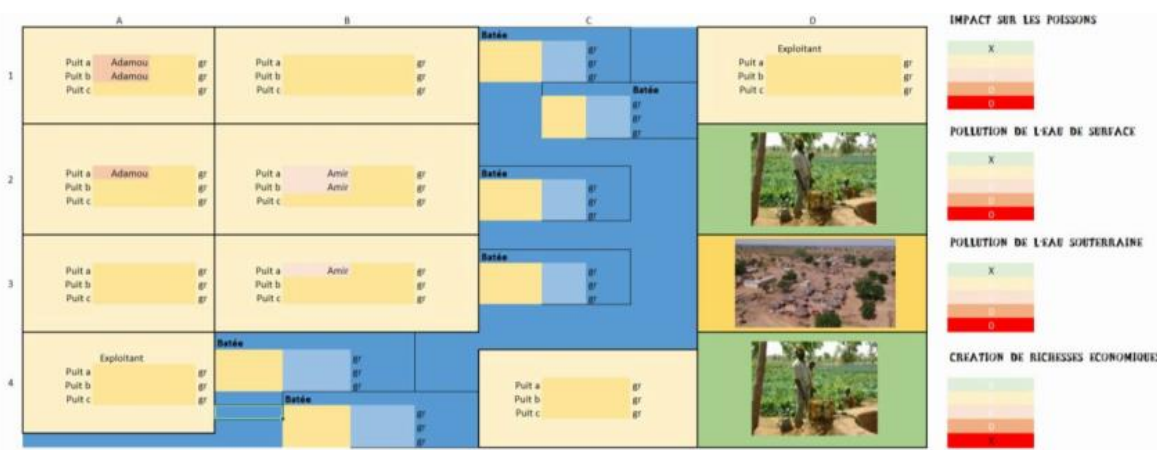 A B C D
IMPACT SUR LES POISSONS
1
Puit a Adamou gr
Puit b Adamou gr
Puit c gr
Puit a gr
Puit b gr
Puit c gr
Batée
gr
gr
gr
Batée
gr
gr
gr
Exploitant
Puit a gr
Puit b gr
Puit c gr
X
0
0
POLLUTION DE L'EAU DE SURFACE
2
Puit a Adamou gr
Puit b gr
Puit c gr
Puit a Amir gr
Puit b Amir gr
Puit c gr
Batée
gr
gr
gr
X
0
0
POLLUTION DE L'EAU SOUTERRAINE
3
Puit a gr
Puit b gr
Puit c gr
Puit a Amir gr
Puit b gr
Puit c gr
Batée
gr
gr
gr
X
0
0
CREATION DE RICHESSES ECONOMIQUES
4
Exploitant
Puit a gr
Puit b gr
Puit c gr
Batée
gr
gr
gr
Batée
gr
gr
gr
Puit a gr
Puit b gr
Puit c gr
0
X